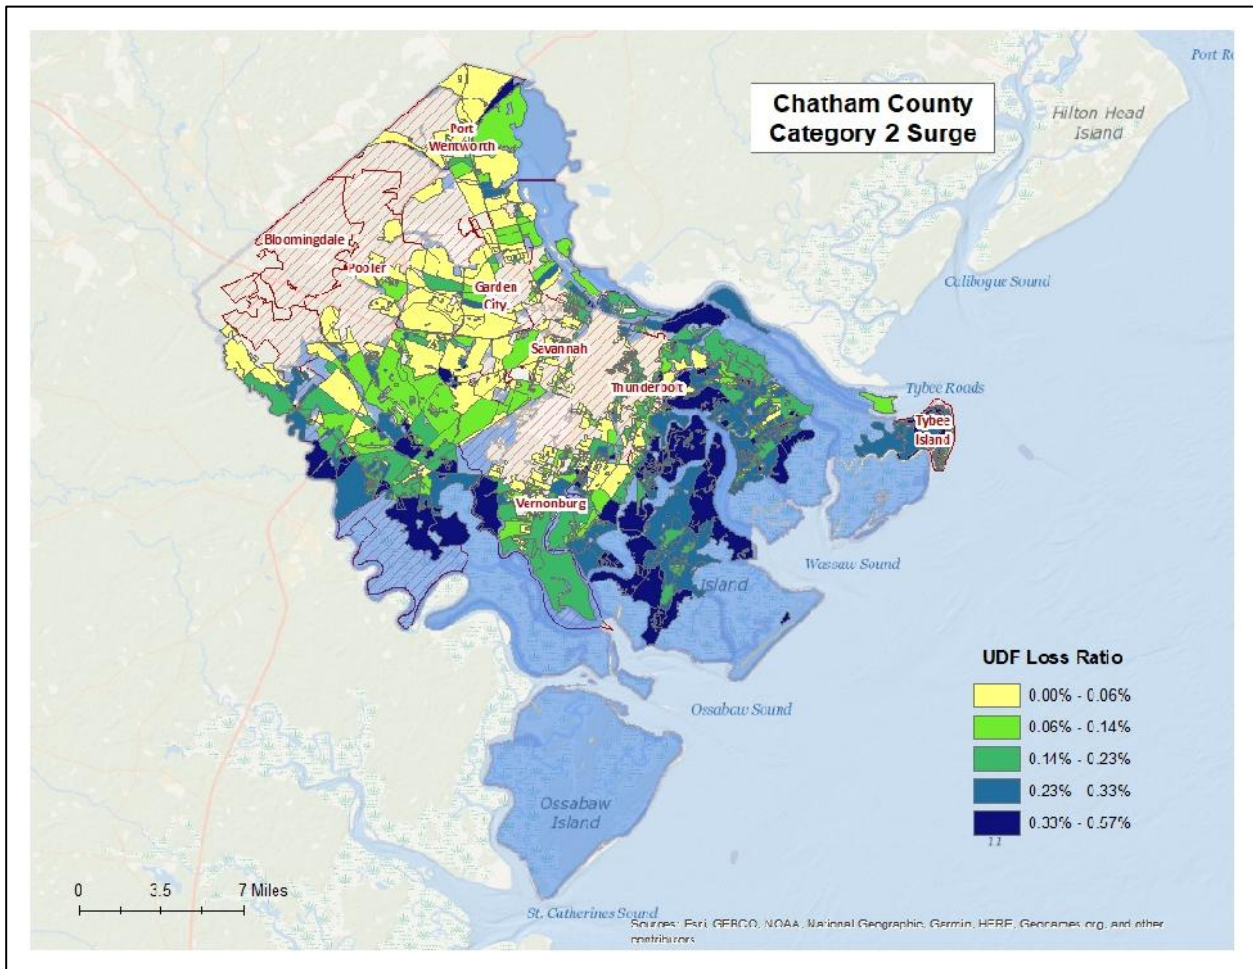 Port
Chatham County
Category 2 Surge
Hilton Head
Island
Port
Wentworth
Bloomingdale
Pooler
Garden
City
Calibogue Sound
Savannah
Thunderbolt
Tybee Roads
Tybee
Island
Vernonburg
Wassaw Sound
Island
UDF Loss Ratio
0.00% - 0.06%
0.06% - 0.14%
0.14% - 0.23%
0.23% - 0.33%
0.33% - 0.57%
11
Ossabaw Sound
Ossabaw
Island
0 3.5 7 Miles
St. Catherines Sound
Sources: Esri, GEBCO, NOAA, National Geographic, Garmin, HERE, Geonames.org, and other
contributors